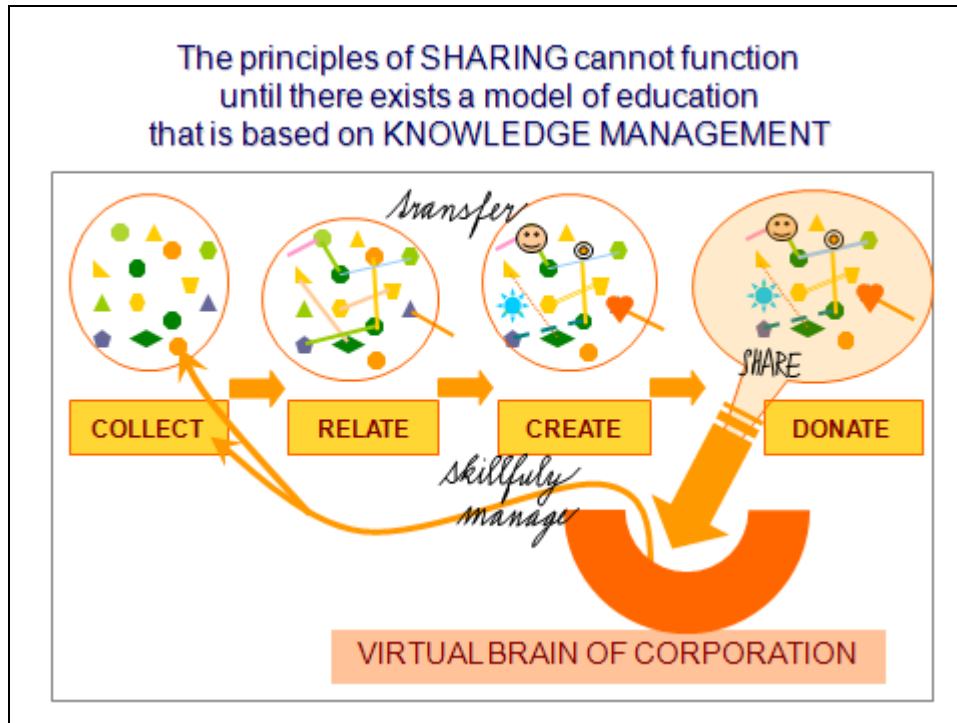 The principles of SHARING cannot function
until there exists a model of education
that is based on KNOWLEDGE MANAGEMENT
transfer
SHARE
COLLECT
RELATE
CREATE
DONATE
skillfuly
manage
VIRTUAL BRAIN OF CORPORATION